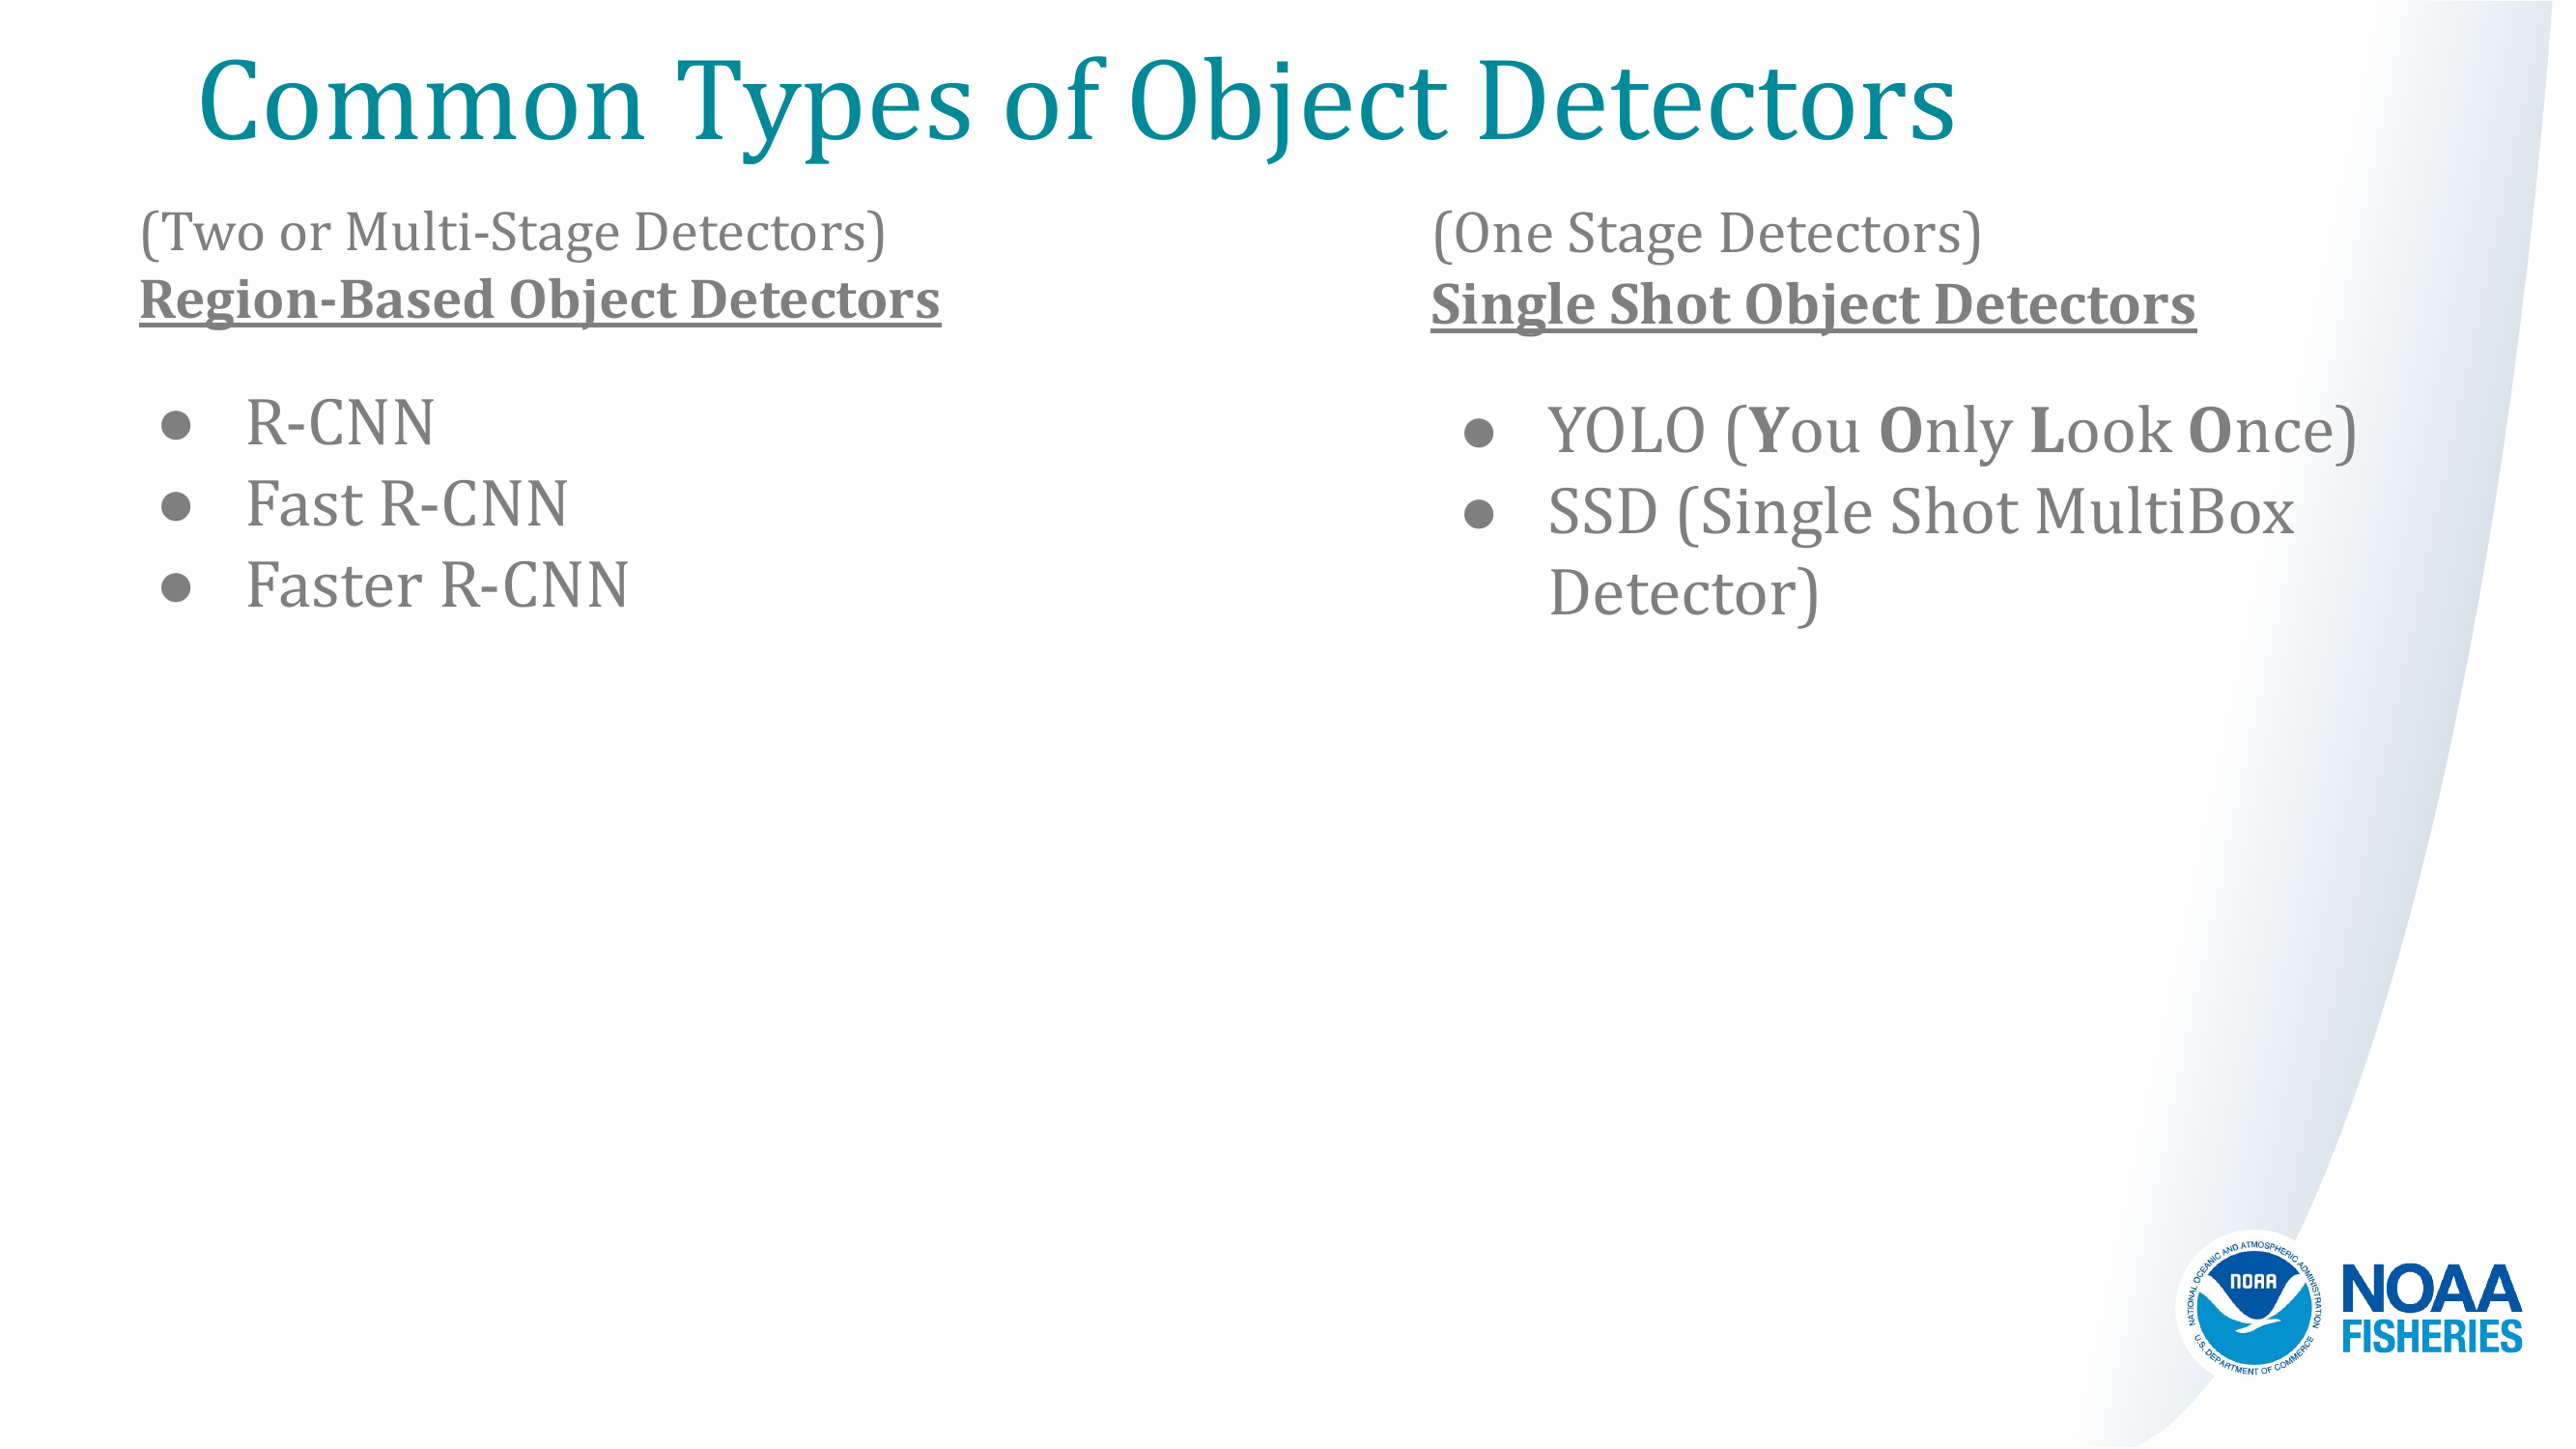 Common Types of Object Detectors
(Two or Multi-Stage Detectors)
Region-Based Object Detectors
● R-CNN
● Fast R-CNN
● Faster R-CNN
(One Stage Detectors)
Single Shot Object Detectors
● YOLO (You Only Look Once)
● SSD (Single Shot MultiBox
Detector)
NATIONAL OCEANIC AND ATMOSPHERIC ADMINISTRATION
NOAA
U.S. DEPARTMENT OF COMMERCE
NOAA
FISHERIES